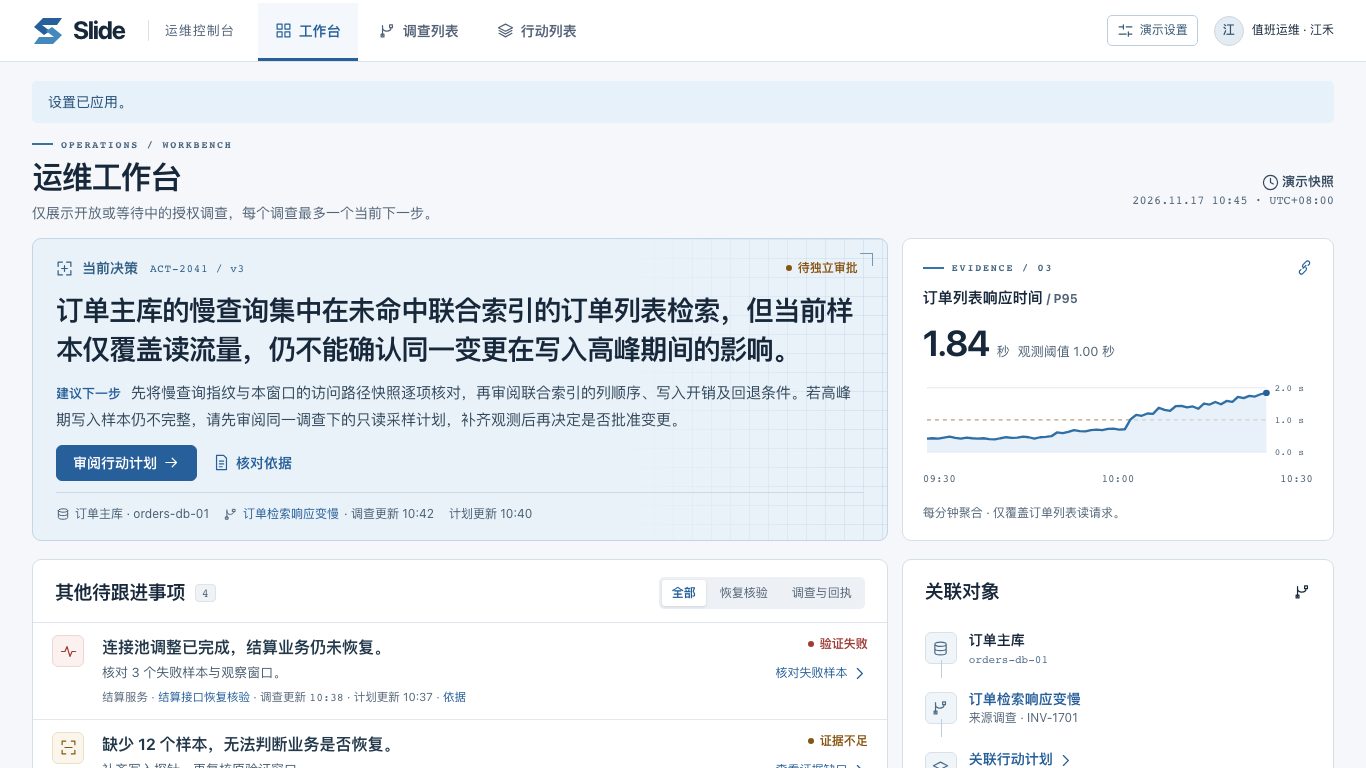 Slide
运维控制台
工作台
调查列表
行动列表
演示设置
江
值班运维 · 江禾
设置已应用。
OPERATIONS / WORKBENCH
运维工作台
仅展示开放或等待中的授权调查，每个调查最多一个当前下一步。
演示快照
2026.11.17 10:45 · UTC+08:00
当前决策 ACT-2041 / v3
待独立审批
订单主库的慢查询集中在未命中联合索引的订单列表检索，但当前样
本仅覆盖读流量，仍不能确认同一变更在写入高峰期间的影响。
建议下一步 先将慢查询指纹与本窗口的访问路径快照逐项核对，再审阅联合索引的列顺序、写入开销及回退条件。若高峰
期写入样本仍不完整，请先审阅同一调查下的只读采样计划，补齐观测后再决定是否批准变更。
审阅行动计划
核对依据
订单主库 · orders-db-01 订单检索响应变慢 · 调查更新 10:42 计划更新 10:40
EVIDENCE / 03
订单列表响应时间 / P95
1.84 秒 观测阈值 1.00 秒
2.0 s
1.0 s
0.0 s
09:30 10:00 10:30
每分钟聚合 · 仅覆盖订单列表读请求。
其他待跟进事项 4
全部 恢复核验 调查与回执
连接池调整已完成，结算业务仍未恢复。
验证失败
核对 3 个失败样本与观察窗口。
核对失败样本
结算服务 · 结算接口恢复核验 · 调查更新 10:38 · 计划更新 10:37 · 依据
缺少 12 个样本，无法判断业务是否恢复。
证据不足
关联对象
订单主库
orders-db-01
订单检索响应变慢
来源调查 · INV-1701
关联行动计划